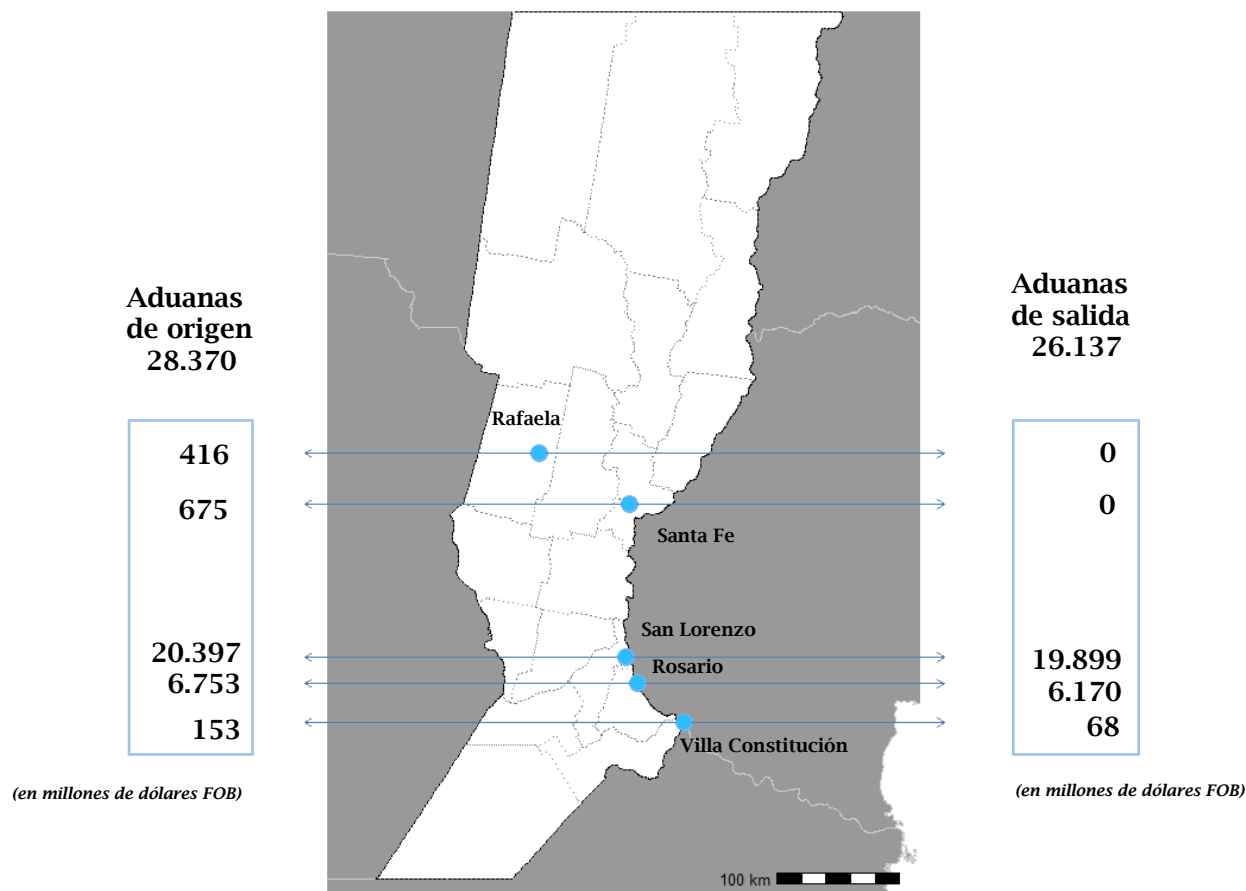 Aduanas
de origen
28.370
Aduanas
de salida
26.137
Rafaela
416
0
675
0
Santa Fe
San Lorenzo
20.397
19.899
Rosario
6.753
6.170
153
68
Villa Constitución
(en millones de dólares FOB)
(en millones de dólares FOB)
100 km